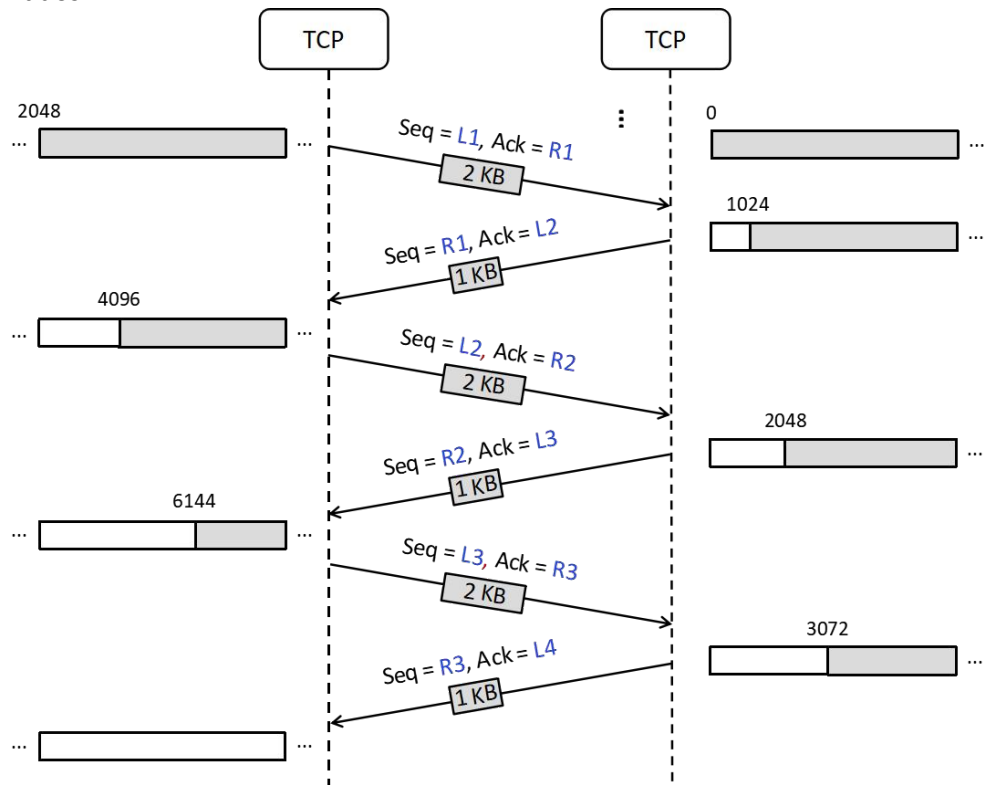 TCP TCP
2048
0
... ...
Seq = L1, Ack = R1
2 KB
...
1024
...
Seq = R1, Ack = L2
1 KB
4096
... ...
Seq = L2, Ack = R2
2 KB
2048
...
Seq = R2, Ack = L3
1 KB
6144
... ...
Seq = L3, Ack = R3
2 KB
3072
...
Seq = R3, Ack = L4
1 KB
... ...